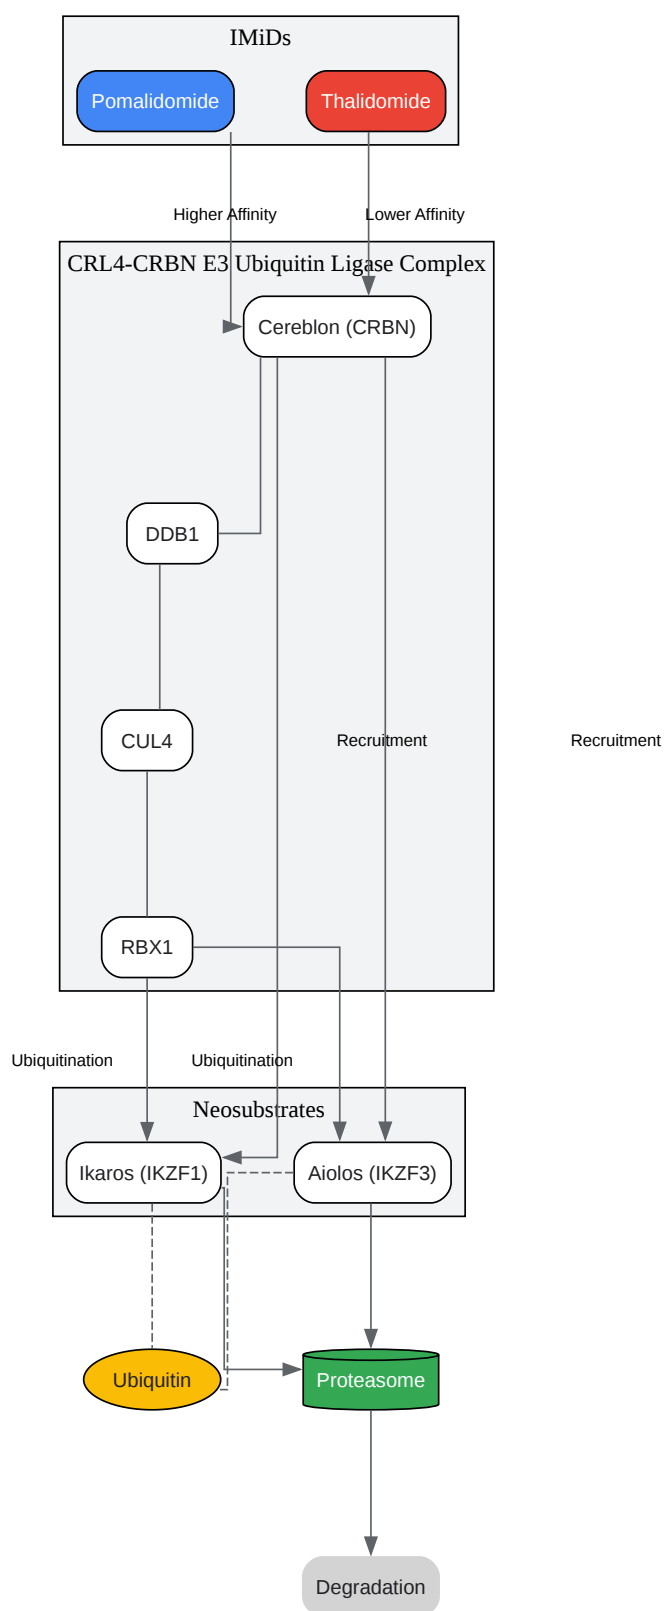 IMiDs
Pomalidomide
Thalidomide
Higher Affinity
Lower Affinity
CRL4-CRBN E3 Ubiquitin Ligase Complex
Cereblon (CRBN)
DDB1
CUL4
Recruitment
Recruitment
RBX1
Ubiquitination
Ubiquitination
Neosubstrates
Ikaros (IKZF1)
Aiolos (IKZF3)
Ubiquitin
Proteasome
Degradation